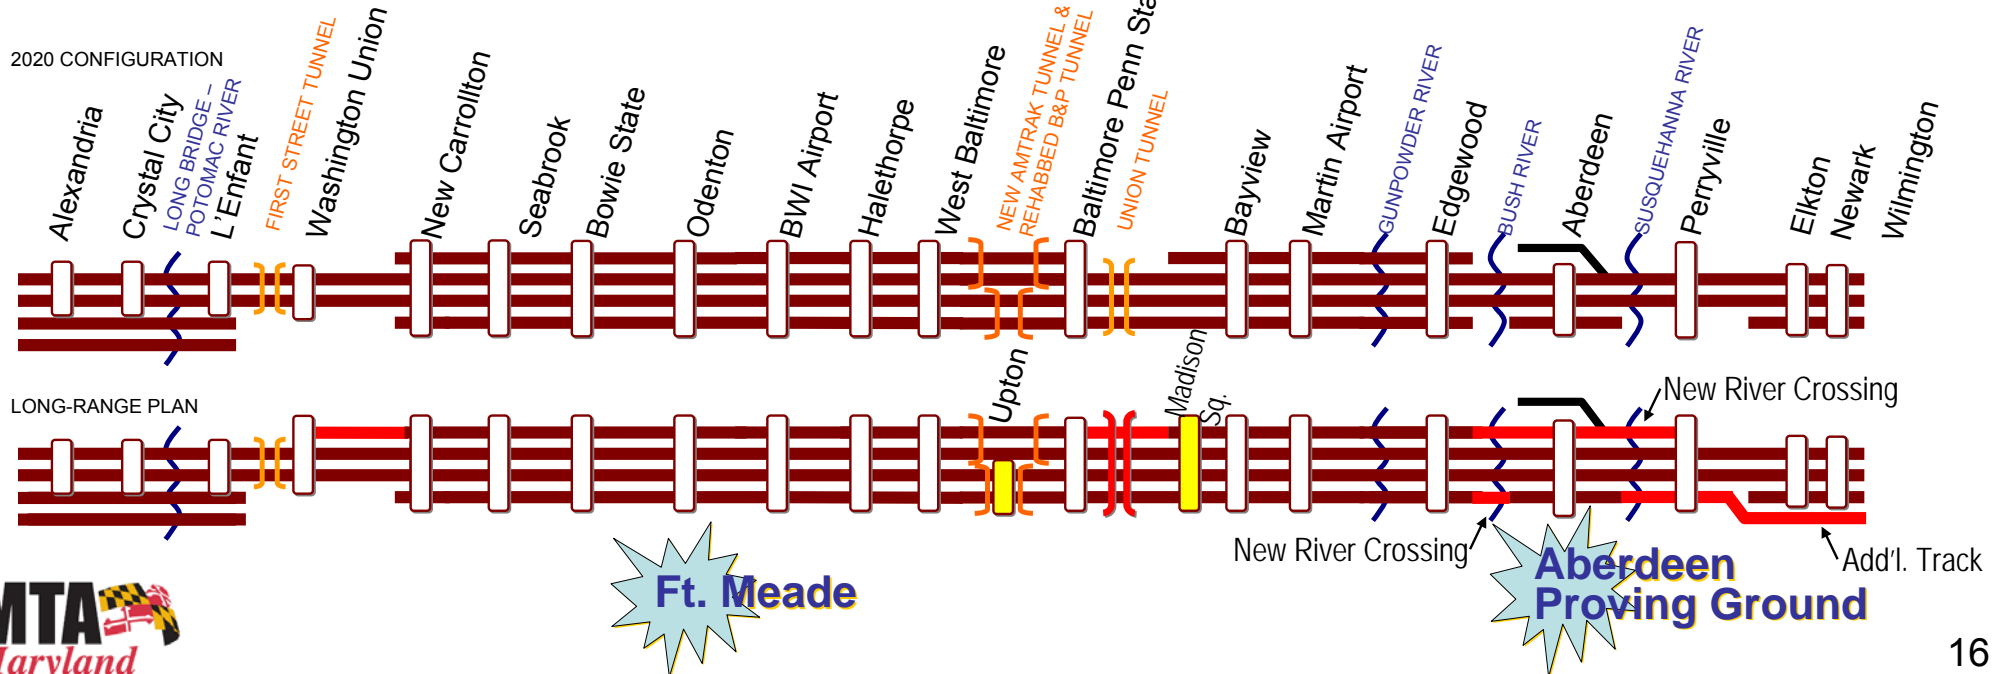 2020 CONFIGURATION
Alexandria
Crystal City
LONG BRIDGE –
POTOMAC RIVER
L'Enfant
FIRST STREET TUNNEL
Washington Union
New Carrollton
Seabrook
Bowie State
Odenton
BWI Airport
Halethorpe
West Baltimore
NEW AMTRAK TUNNEL &
REHABBED B&P TUNNEL
Baltimore Penn Sta
UNION TUNNEL
Bayview
Martin Airport
GUNPOWDER RIVER
Edgewood
BUSH RIVER
Aberdeen
SUSQUEHANNA RIVER
Perryville
Elkton
Newark
Wilmington
LONG-RANGE PLAN
Upton
Madison
Sq.
New River Crossing
New River Crossing
Add'l. Track
Ft. Meade
Aberdeen
Proving Ground
MTA
Maryland
16